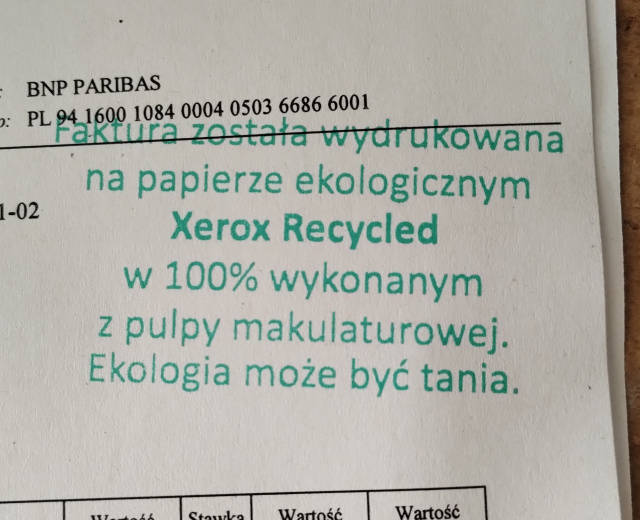 BNP PARIBAS
PL 94 1600 1084 0004 0503 6686 6001
Faktura została wydrukowana
na papierze ekologicznym
1-02
Xerox Recycled
w 100% wykonanym
z pulpy makulaturowej.
Ekologia może być tania.
Wartość Stawka Wartość Wartość